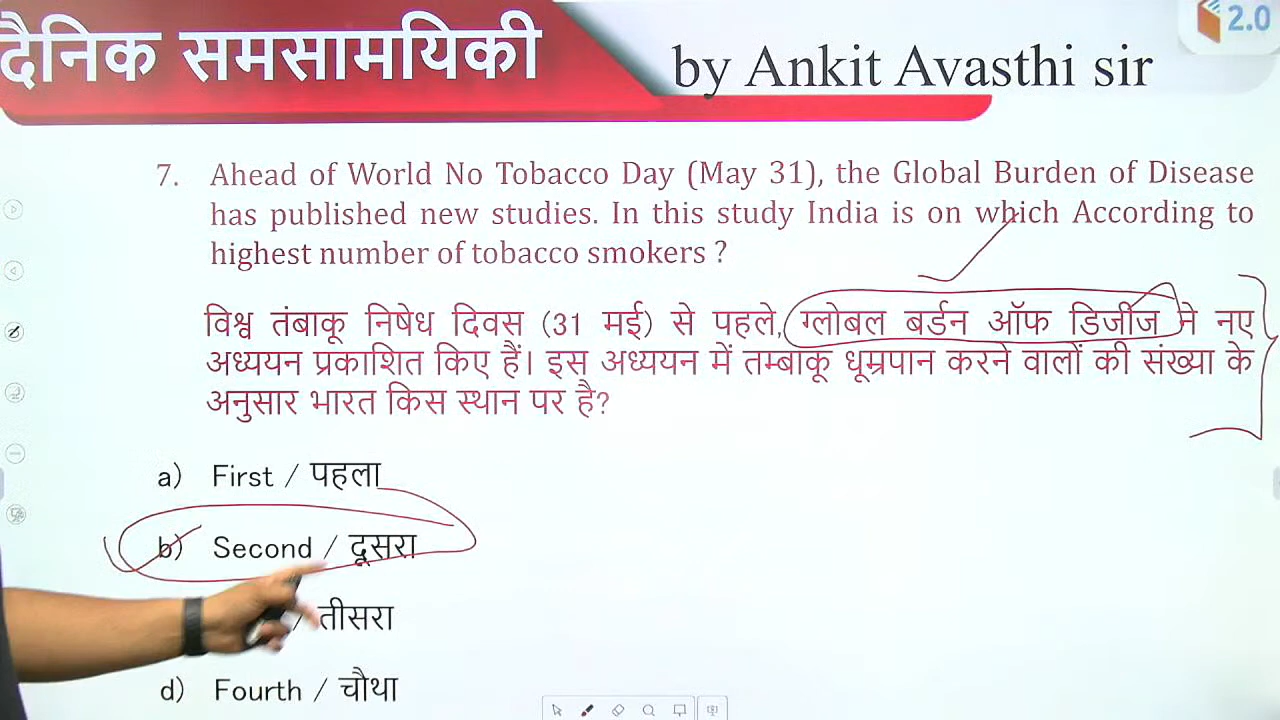 दैनिक समसामयिकी
by Ankit Avasthi sir
2.0
7. Ahead of World No Tobacco Day (May 31), the Global Burden of Disease
has published new studies. In this study India is on which According to
highest number of tobacco smokers ?
विश्व तंबाकू निषेध दिवस (31 मई) से पहले, ग्लोबल बर्डन ऑफ डिजीज ने नए
अध्ययन प्रकाशित किए हैं। इस अध्ययन में तम्बाकू धूम्रपान करने वालों की संख्या के
अनुसार भारत किस स्थान पर है?
a) First / पहला
b) Second / दूसरा
/ तीसरा
d) Fourth / चौथा